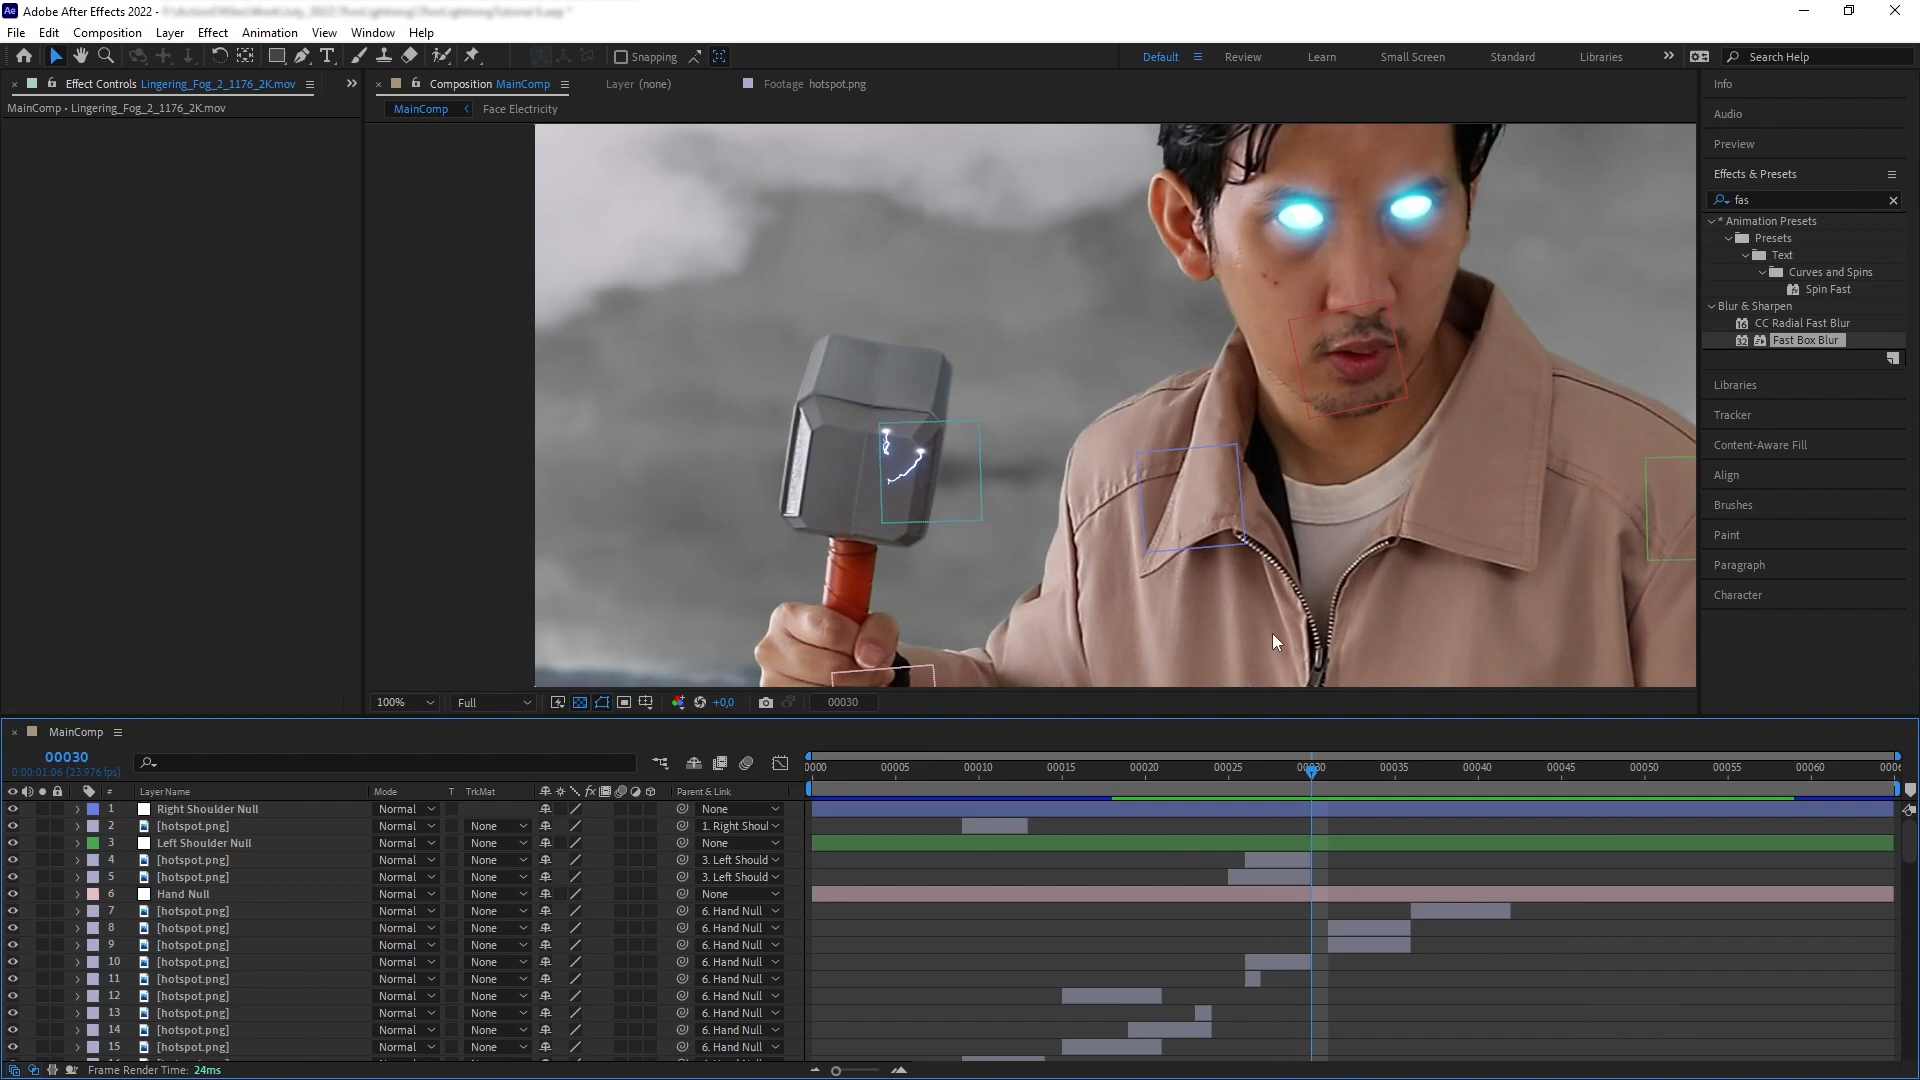 Ae Adobe After Effects 2022 -
File Edit Composition Layer Effect Animation View Window Help
Snapping Default Review Learn Small Screen Standard Libraries Search Help
Effect Controls Lingering_Fog_2_1176_2K.mov Composition MainComp Layer (none) Footage hotspot.png
MainComp • Lingering_Fog_2_1176_2K.mov
MainComp Face Electricity
Info
Audio
Preview
Effects & Presets
fas
* Animation Presets
Presets
Text
Curves and Spins
Spin Fast
Blur & Sharpen
CC Radial Fast Blur
Fast Box Blur
Libraries
Tracker
Content-Aware Fill
Align
Brushes
Paint
Paragraph
Character
100% Full +0,0 00030
MainComp
00030
0:00:01:06 (23.976 fps)
0000 00005 00010 00015 00020 00025 00030 00035 00040 00045 00050 00055 00060 0006
# Layer Name Mode T TrkMat Parent & Link
1 Right Shoulder Null Normal None
2 [hotspot.png] Normal None 1. Right Shoul
3 Left Shoulder Null Normal None None
4 [hotspot.png] Normal None 3. Left Should
5 [hotspot.png] Normal None 3. Left Should
6 Hand Null Normal None None
7 [hotspot.png] Normal None 6. Hand Null
8 [hotspot.png] Normal None 6. Hand Null
9 [hotspot.png] Normal None 6. Hand Null
10 [hotspot.png] Normal None 6. Hand Null
11 [hotspot.png] Normal None 6. Hand Null
12 [hotspot.png] Normal None 6. Hand Null
13 [hotspot.png] Normal None 6. Hand Null
14 [hotspot.png] Normal None 6. Hand Null
15 [hotspot.png] Normal None 6. Hand Null
Frame Render Time: 24ms